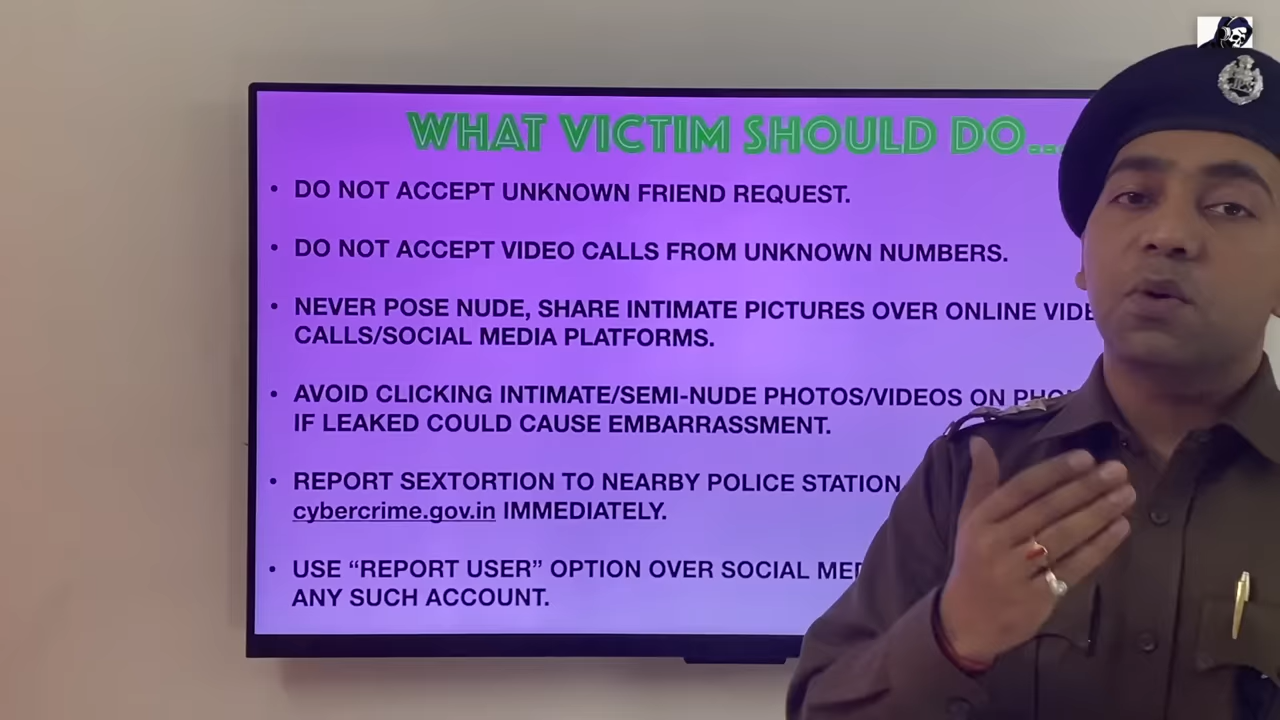 WHAT VICTIM SHOULD DO...
• DO NOT ACCEPT UNKNOWN FRIEND REQUEST.
• DO NOT ACCEPT VIDEO CALLS FROM UNKNOWN NUMBERS.
• NEVER POSE NUDE, SHARE INTIMATE PICTURES OVER ONLINE
CALLS/SOCIAL MEDIA PLATFORMS.
• AVOID CLICKING INTIMATE/SEMI-NUDE PHOTOS/VIDEOS ON
IF LEAKED COULD CAUSE EMBARRASSMENT.
• REPORT SEXTORTION TO NEARBY POLICE STATION
cybercrime.gov.in IMMEDIATELY.
• USE “REPORT USER” OPTION OVER SOCIAL
ANY SUCH ACCOUNT.